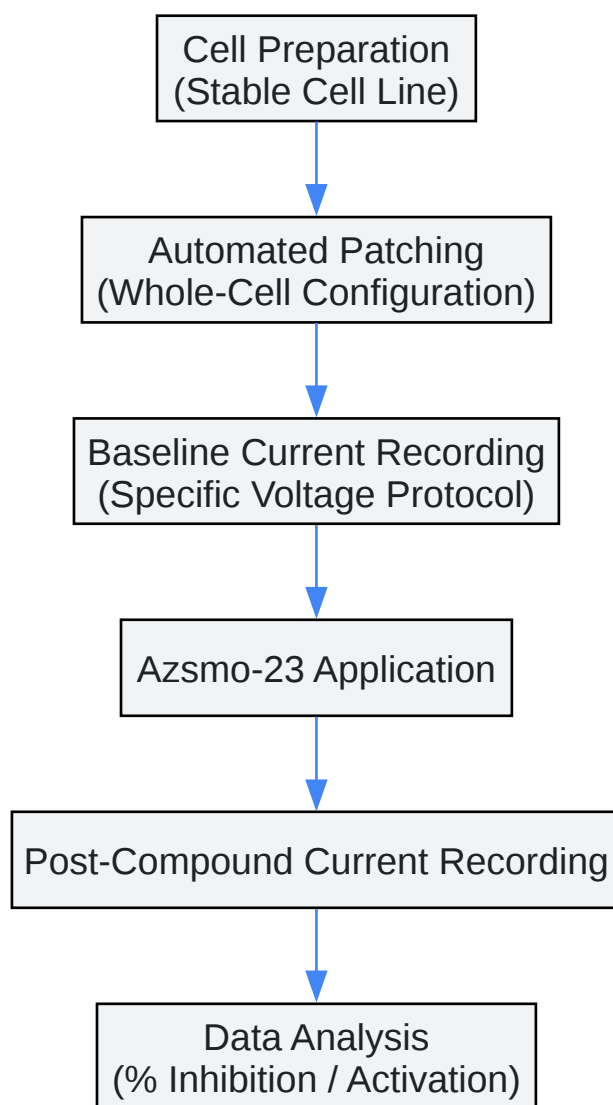 Cell Preparation
(Stable Cell Line)
Automated Patching
(Whole-Cell Configuration)
Baseline Current Recording
(Specific Voltage Protocol)
Azsmo-23 Application
Post-Compound Current Recording
Data Analysis
(% Inhibition / Activation)